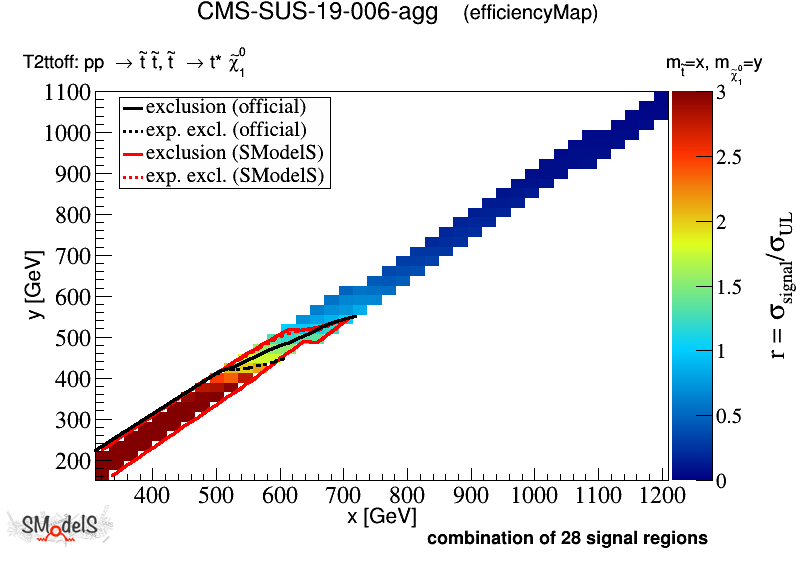 CMS-SUS-19-006-agg (efficiencyMap)
T2ttoff: pp → t̃ t̃, t̃ → t* χ̃⁰₁
m_t̃=x, m_χ̃⁰₁=y
exclusion (official)
exp. excl. (official)
exclusion (SModelS)
exp. excl. (SModelS)
1100
1000
900
800
700
600
500
400
300
200
y [GeV]
400 500 600 700 800 900 1000 1100 1200
x [GeV]
3
2.5
2
1.5
1
0.5
0
r = σ_signal/σ_UL
SModelS
combination of 28 signal regions